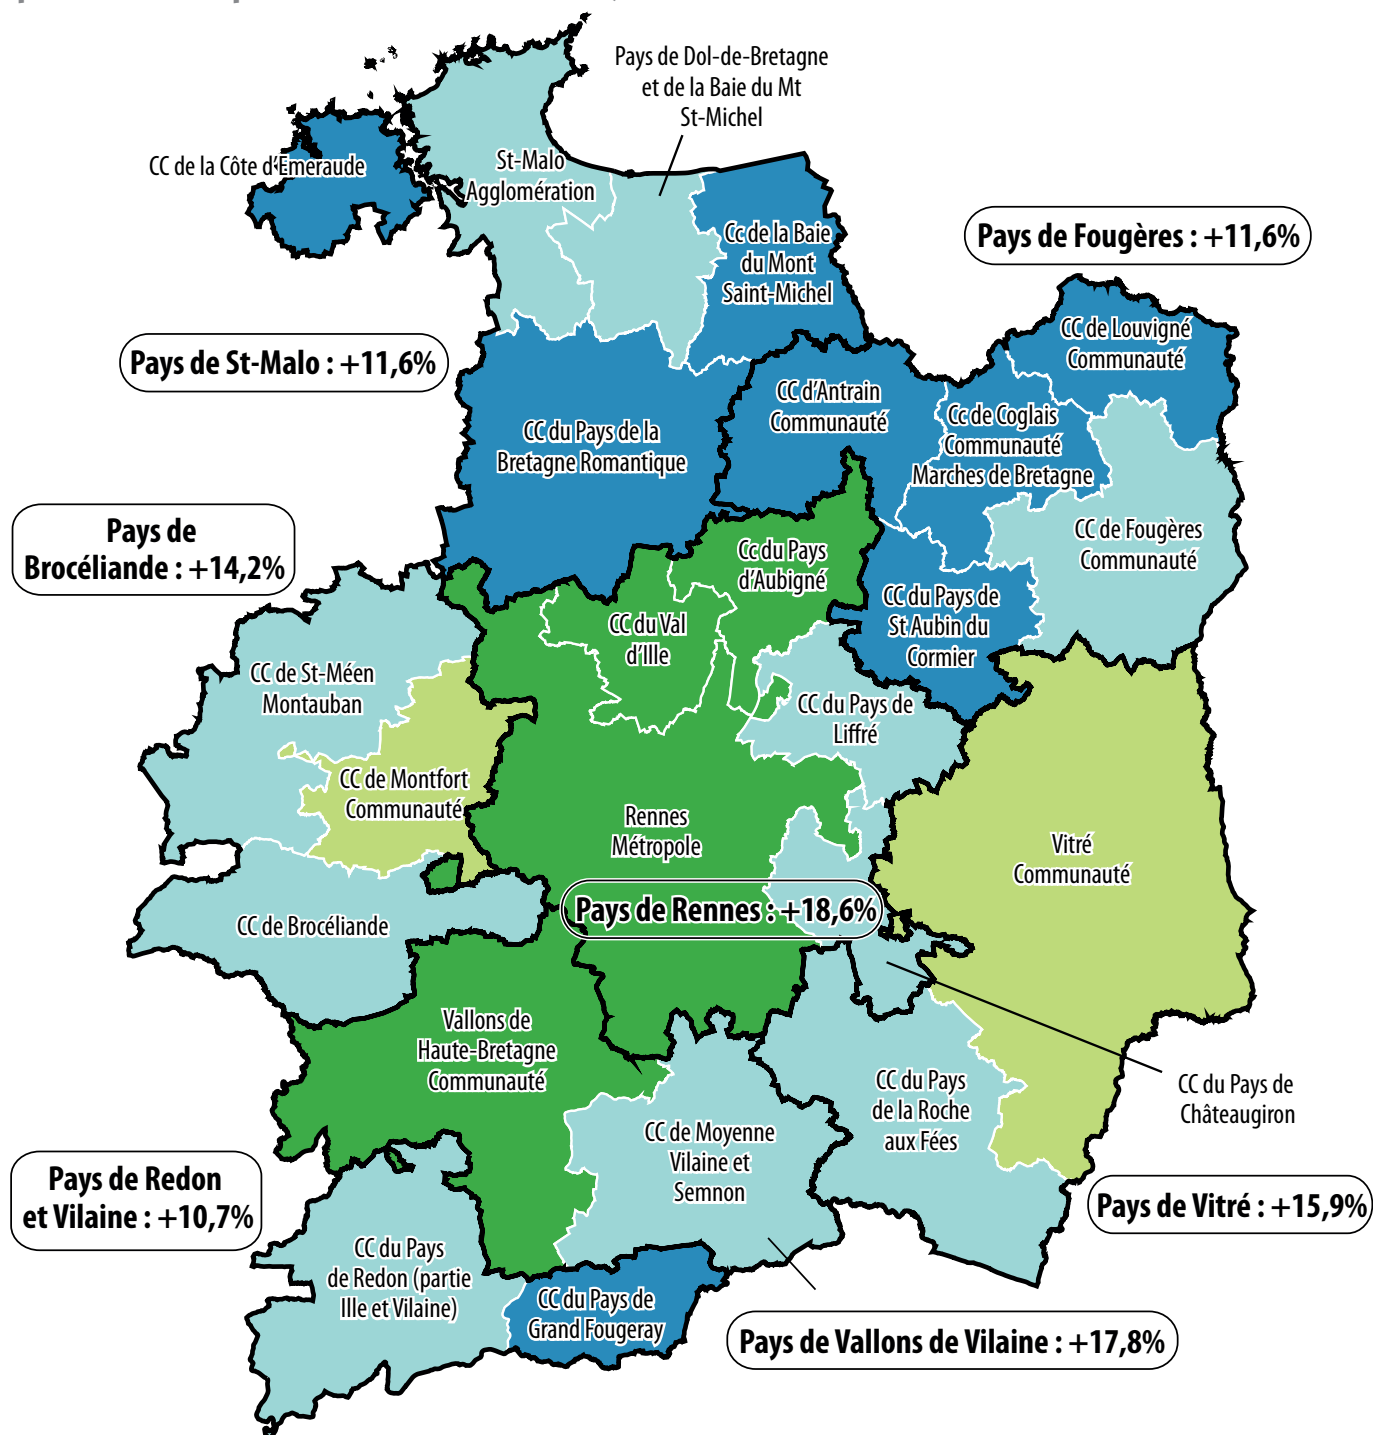 Pays de Dol-de-Bretagne
et de la Baie du Mt
St-Michel
CC de la Côte d'Emeraude
St-Malo
Agglomération
Cc de la Baie
du Mont
Saint-Michel
Pays de Fougères : +11,6%
CC de Louvigné
Communauté
Pays de St-Malo : +11,6%
CC d'Antrain
Communauté
Cc de Coglais
Communauté
Marches de Bretagne
CC du Pays de la
Bretagne Romantique
Pays de
Brocéliande : +14,2%
CC de Fougères
Communauté
Cc du Pays
d'Aubigné
CC du Val
d'Ille
CC du Pays de
St Aubin du
Cormier
CC de St-Méen
Montauban
CC du Pays de
Liffré
CC de Montfort
Communauté
Rennes
Métropole
Vitré
Communauté
Pays de Rennes : +18,6%
CC de Brocéliande
Vallons de
Haute-Bretagne
Communauté
CC du Pays
de la Roche
aux Fées
CC du Pays de
Châteaugiron
CC de Moyenne
Vilaine et
Semnon
Pays de Redon
et Vilaine : +10,7%
Pays de Vitré : +15,9%
CC du Pays
de Redon (partie
Ille et Vilaine)
CC du Pays de
Grand Fougeray
Pays de Vallons de Vilaine : +17,8%